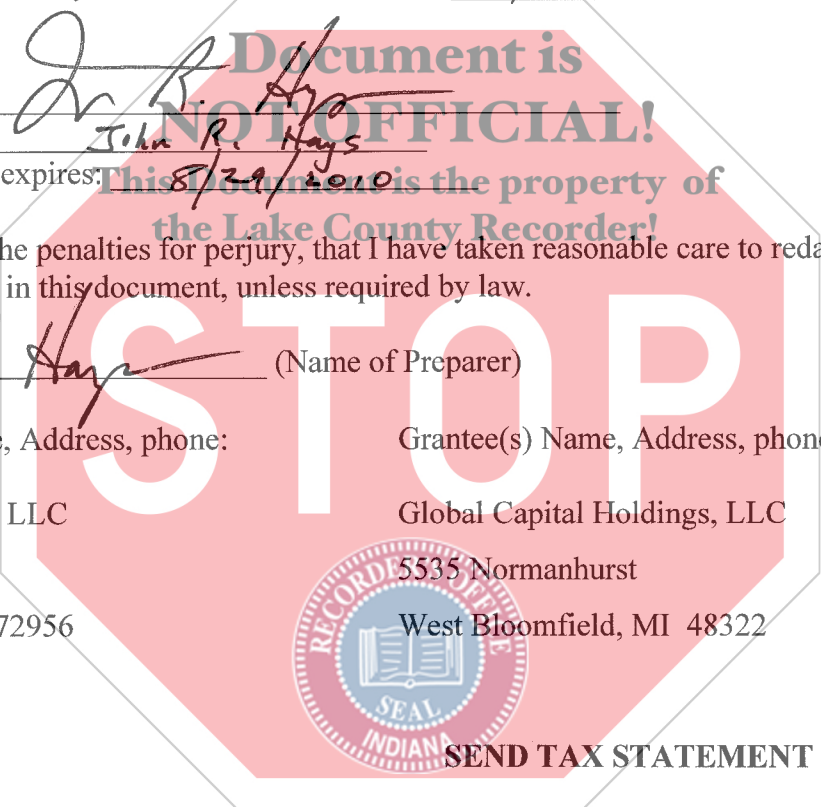 Document is
NOT OFFICIAL!
John R. Hays
expires: 8/29/2010
This Document is the property of
the Lake County Recorder!
he penalties for perjury, that I have taken reasonable care to reda
in this document, unless required by law.
Hays (Name of Preparer)
, Address, phone: Grantee(s) Name, Address, phon
STOP
LLC Global Capital Holdings, LLC
5535 Normanhurst
72956 West Bloomfield, MI 48322
RECORDER'S OFFICE
SEAL
INDIANA
SEND TAX STATEMENT